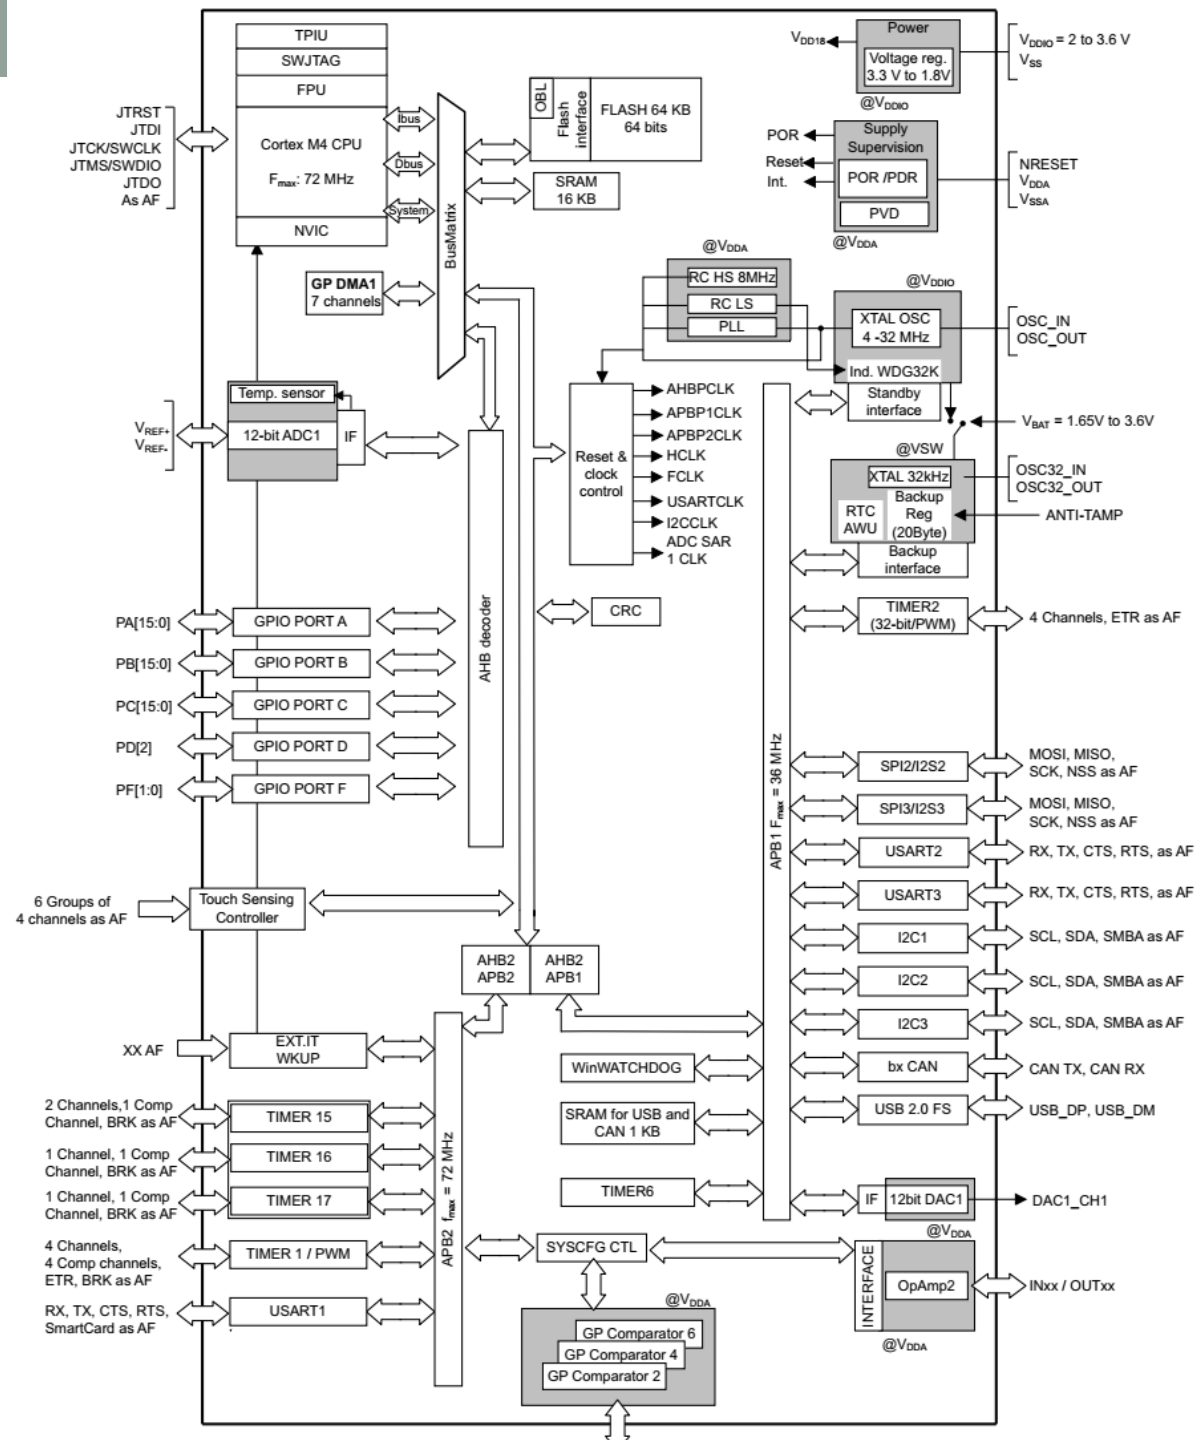 TPIU
SWJTAG
FPU
Cortex M4 CPU
Fmax: 72 MHz
NVIC
JTRST
JTDI
JTCK/SWCLK
JTMS/SWDIO
JTDO
As AF
Ibus
Dbus
System
BusMatrix
OBL
Flash
interface
FLASH 64 KB
64 bits
SRAM
16 KB
GP DMA1
7 channels
VDD18
Power
Voltage reg.
3.3 V to 1.8V
@VDDIO
VDDIO = 2 to 3.6 V
VSS
POR
Reset
Int.
Supply
Supervision
POR /PDR
PVD
@VDDA
NRESET
VDDA
VSSA
@VDDA
RC HS 8MHz
RC LS
PLL
@VDDIO
XTAL OSC
4 -32 MHz
Ind. WDG32K
Standby
interface
OSC_IN
OSC_OUT
VBAT = 1.65V to 3.6V
@VSW
XTAL 32kHz
RTC
AWU
Backup
Reg
(20Byte)
Backup
interface
OSC32_IN
OSC32_OUT
ANTI-TAMP
Reset &
clock
control
AHBPCLK
APBP1CLK
APBP2CLK
HCLK
FCLK
USARTCLK
I2CCLK
ADC SAR
1 CLK
VREF+
VREF-
Temp. sensor
12-bit ADC1
IF
AHB decoder
CRC
PA[15:0]
GPIO PORT A
PB[15:0]
GPIO PORT B
PC[15:0]
GPIO PORT C
PD[2]
GPIO PORT D
PF[1:0]
GPIO PORT F
6 Groups of
4 channels as AF
Touch Sensing
Controller
AHB2
APB2
AHB2
APB1
APB1 Fmax = 36 MHz
TIMER2
(32-bit/PWM)
4 Channels, ETR as AF
SPI2/I2S2
MOSI, MISO,
SCK, NSS as AF
SPI3/I2S3
MOSI, MISO,
SCK, NSS as AF
USART2
RX, TX, CTS, RTS, as AF
USART3
RX, TX, CTS, RTS, as AF
I2C1
SCL, SDA, SMBA as AF
I2C2
SCL, SDA, SMBA as AF
I2C3
SCL, SDA, SMBA as AF
bx CAN
CAN TX, CAN RX
USB 2.0 FS
USB_DP, USB_DM
IF
12bit DAC1
DAC1_CH1
@VDDA
WinWATCHDOG
SRAM for USB and
CAN 1 KB
TIMER6
XX AF
EXT.IT
WKUP
2 Channels,1 Comp
Channel, BRK as AF
TIMER 15
1 Channel, 1 Comp
Channel, BRK as AF
TIMER 16
1 Channel, 1 Comp
Channel, BRK as AF
TIMER 17
4 Channels,
4 Comp channels,
ETR, BRK as AF
TIMER 1 / PWM
RX, TX, CTS, RTS,
SmartCard as AF
USART1
APB2 fmax = 72 MHz
SYSCFG CTL
INTERFACE
OpAmp2
INxx / OUTxx
@VDDA
@VDDA
GP Comparator 6
GP Comparator 4
GP Comparator 2